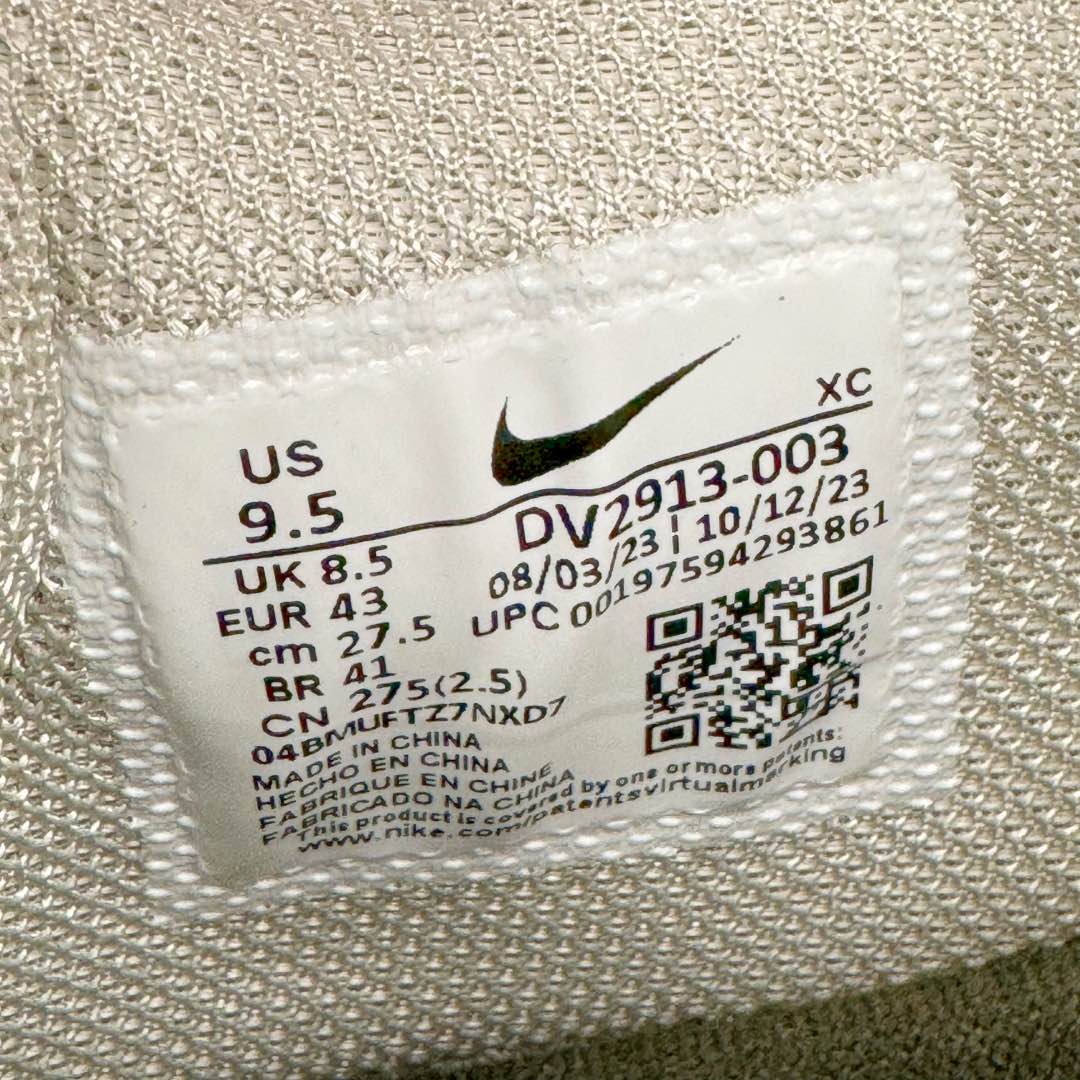 XC
US
9.5
DV2913-003
08/03/23 | 10/12/23
UPC 00197594293861
UK 8.5
EUR 43
cm 27.5
BR 41
CN 275(2.5)
04BMUFTZ7NXD7
MADE IN CHINA
HECHO EN CHINA
FABRIQUE EN CHINE
FABRICADO NA CHINA
This product is covered by one or more patents:
www.nike.com/patentsvirtualmarking